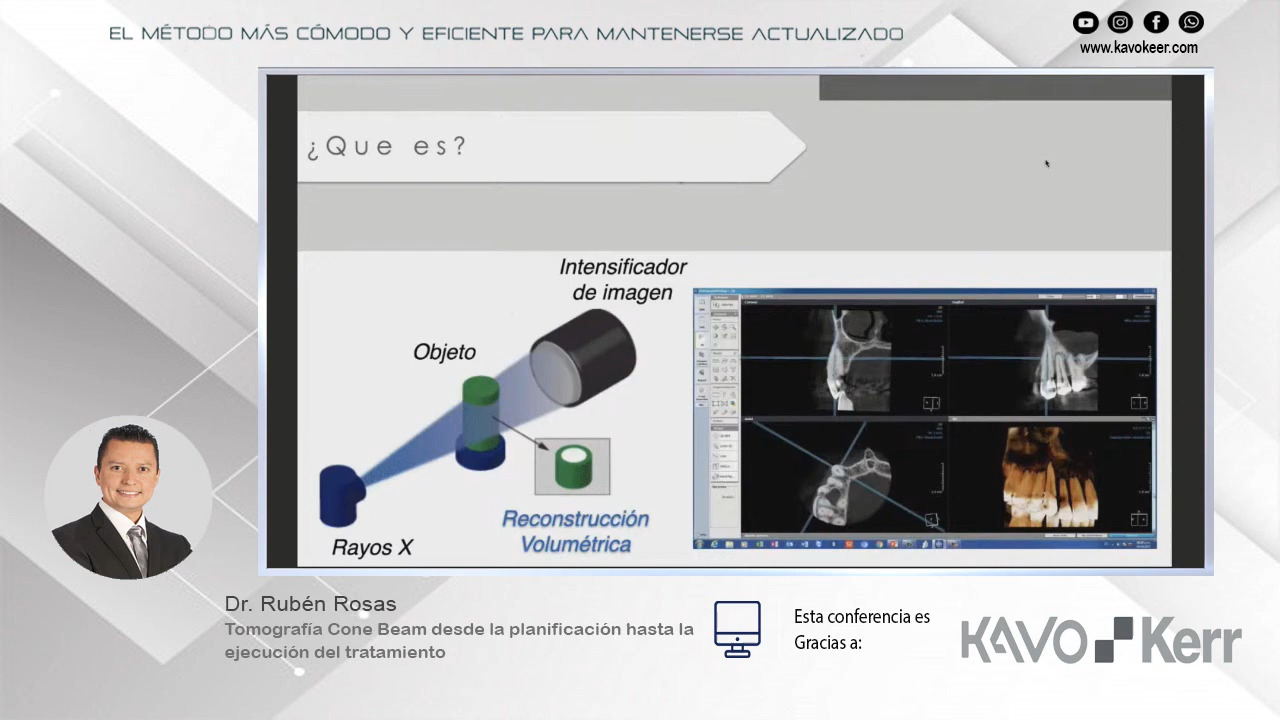 EL MÉTODO MÁS CÓMODO Y EFICIENTE PARA MANTENERSE ACTUALIZADO
www.kavokeer.com
¿Que es?
Intensificador
de imagen
Objeto
Reconstrucción
Volumétrica
Rayos X
Dr. Rubén Rosas
Tomografía Cone Beam desde la planificación hasta la
ejecución del tratamiento
Esta conferencia es
Gracias a:
KAVO Kerr